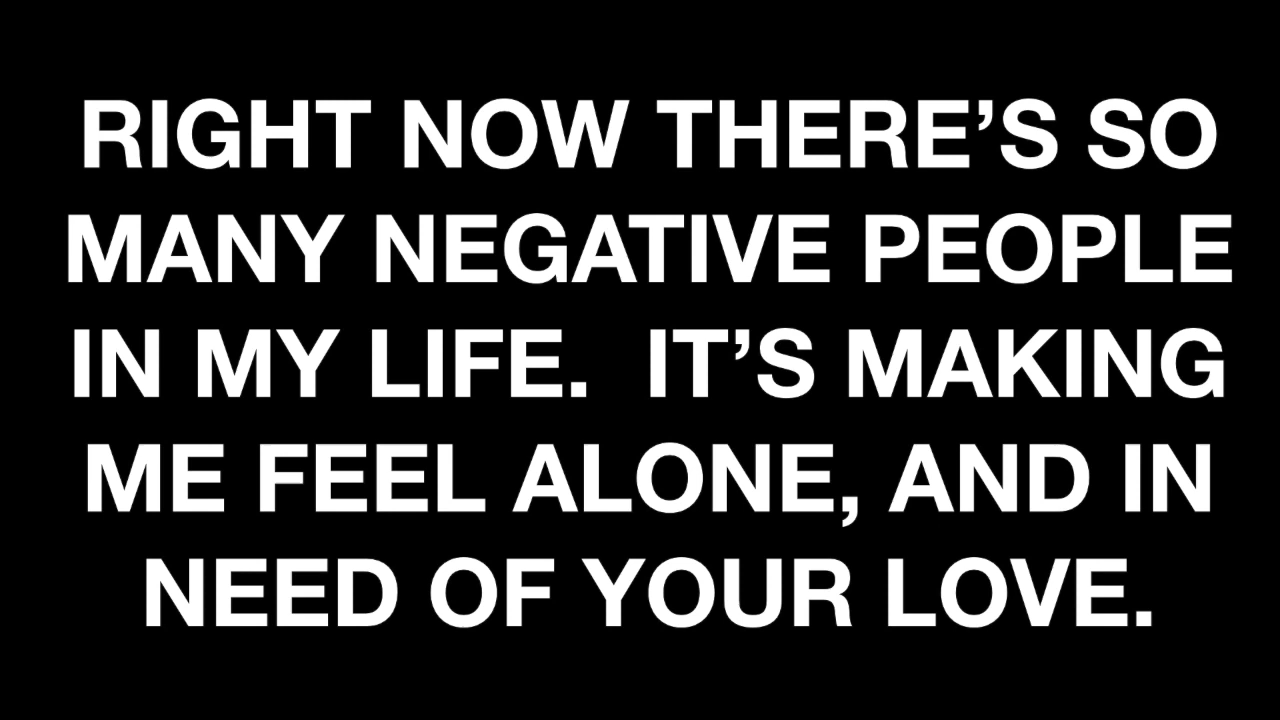 RIGHT NOW THERE’S SO
MANY NEGATIVE PEOPLE
IN MY LIFE.  IT’S MAKING
ME FEEL ALONE, AND IN
NEED OF YOUR LOVE.